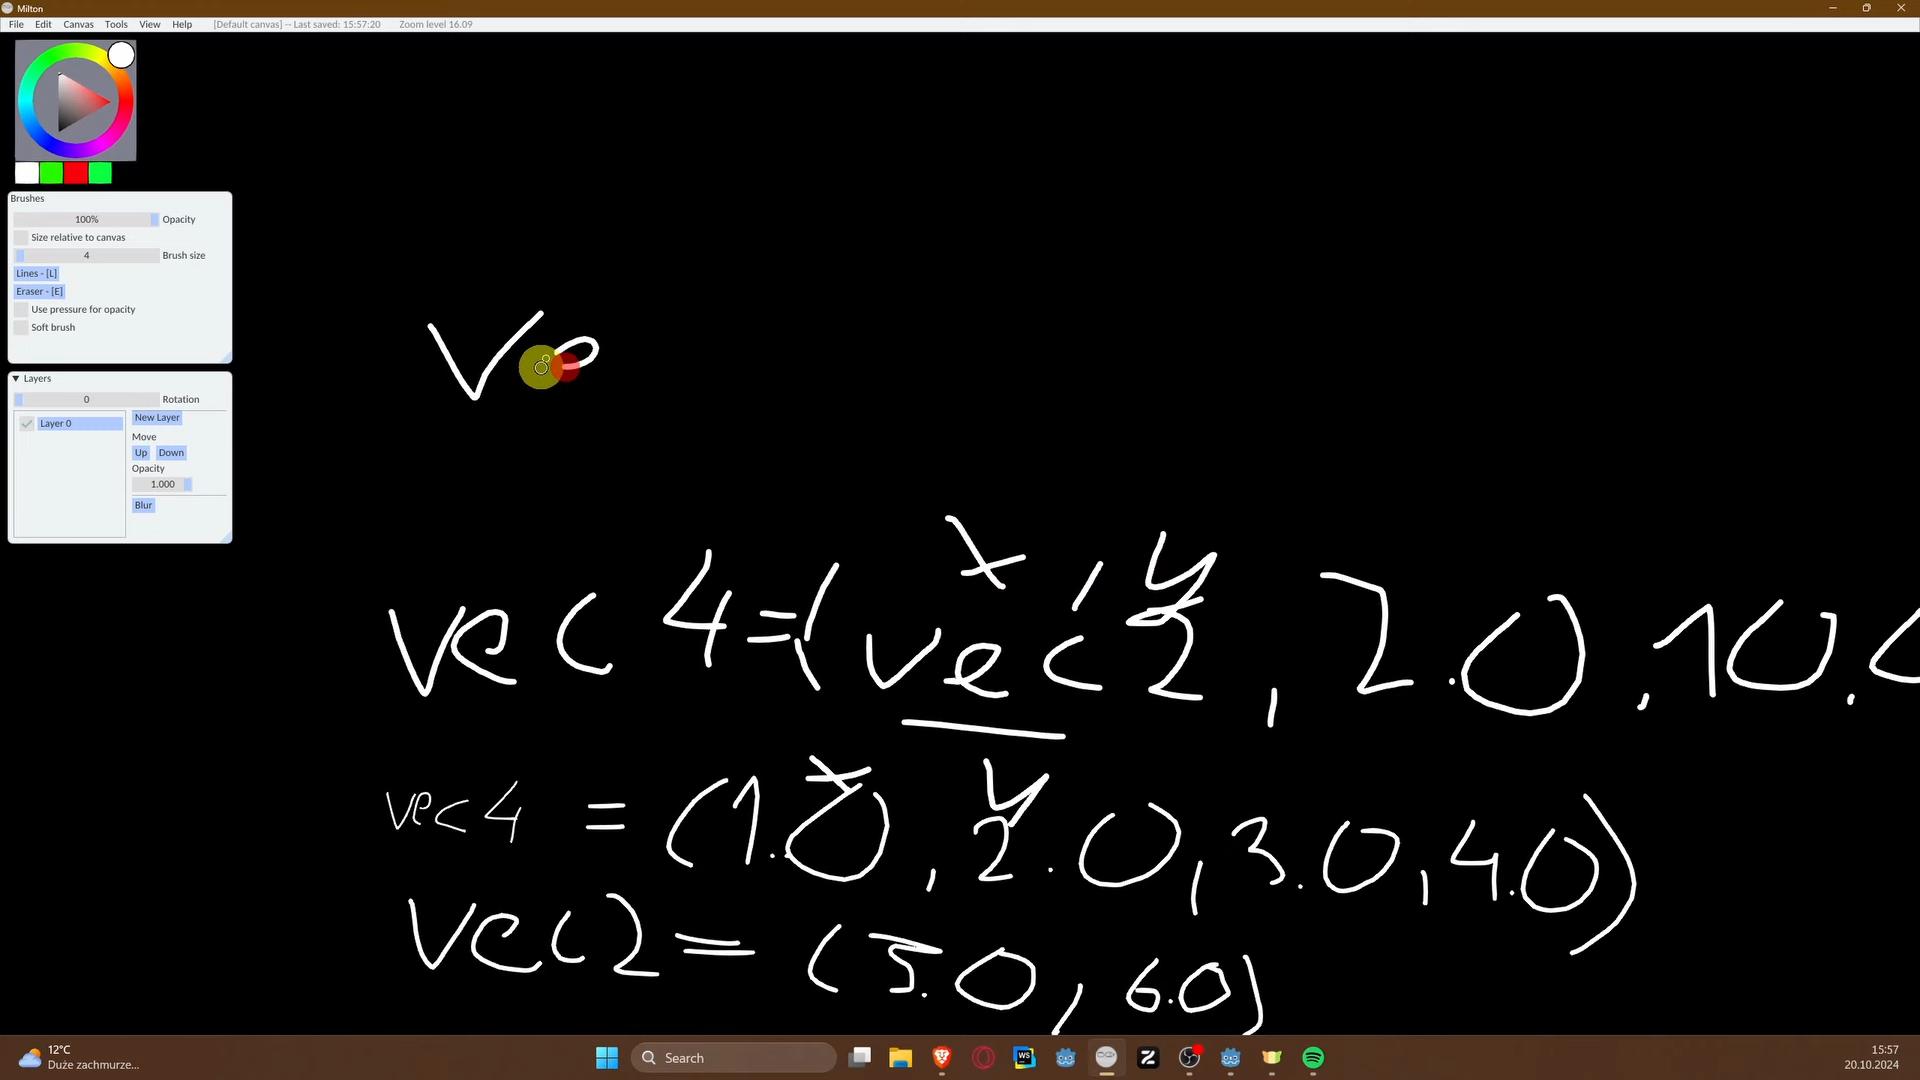 Milton
File Edit Canvas Tools View Help [Default canvas] -- Last saved: 15:57:20 Zoom level 16.09
Brushes
100% Opacity
Size relative to canvas
4 Brush size
Lines - [L]
Eraser - [E]
Use pressure for opacity
Soft brush
Layers
0 Rotation
Layer 0
New Layer
Move
Up Down
Opacity
1.000
Blur
Ve
x, y
vec4=(vec2, 2.0, 10.0
x y
vec4 = (1.0, 2.0, 3.0, 4.0)
vec2 = (5.0, 6.0)
12°C
Duże zachmurze...
Search
WS
15:57
20.10.2024